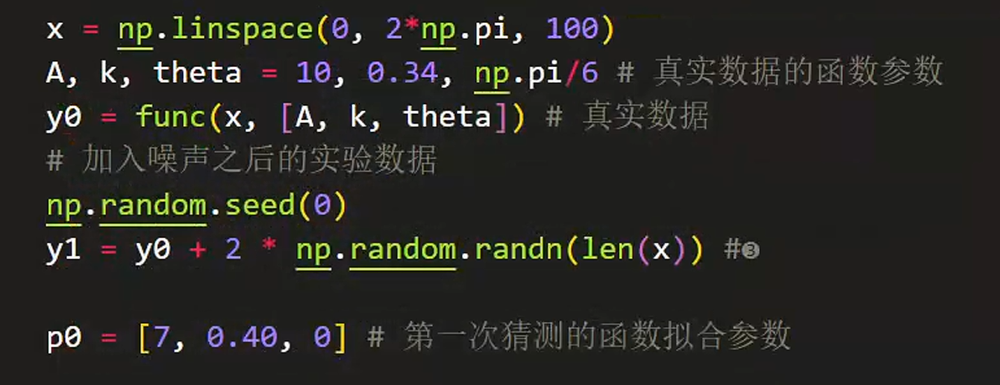 x = np.linspace(0, 2*np.pi, 100)
A, k, theta = 10, 0.34, np.pi/6 # 真实数据的函数参数
y0 = func(x, [A, k, theta]) # 真实数据
# 加入噪声之后的实验数据
np.random.seed(0)
y1 = y0 + 2 * np.random.randn(len(x)) #❸
p0 = [7, 0.40, 0] # 第一次猜测的函数拟合参数